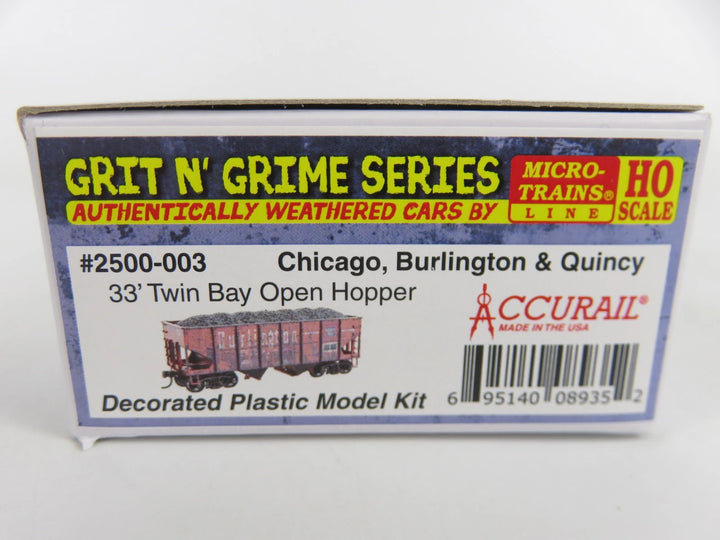 GRIT N' GRIME SERIES
AUTHENTICALLY WEATHERED CARS BY
MICRO-
TRAINS®
LINE
HO
SCALE
#2500-003 Chicago, Burlington & Quincy
33' Twin Bay Open Hopper
Burlington
ACCURAIL®
MADE IN THE USA
Decorated Plastic Model Kit
6 95140 08935 2